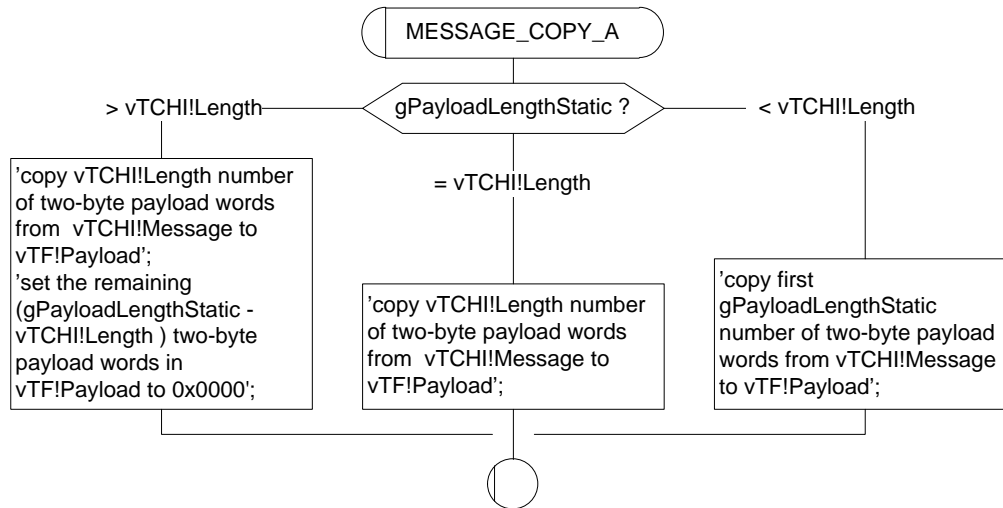 MESSAGE_COPY_A
gPayloadLengthStatic ?
> vTCHI!Length
< vTCHI!Length
= vTCHI!Length
'copy vTCHI!Length number
of two-byte payload words
from vTCHI!Message to
vTF!Payload';
'set the remaining
(gPayloadLengthStatic -
vTCHI!Length ) two-byte
payload words in
vTF!Payload to 0x0000';
'copy vTCHI!Length number
of two-byte payload words
from vTCHI!Message to
vTF!Payload';
'copy first
gPayloadLengthStatic
number of two-byte payload
words from vTCHI!Message
to vTF!Payload';